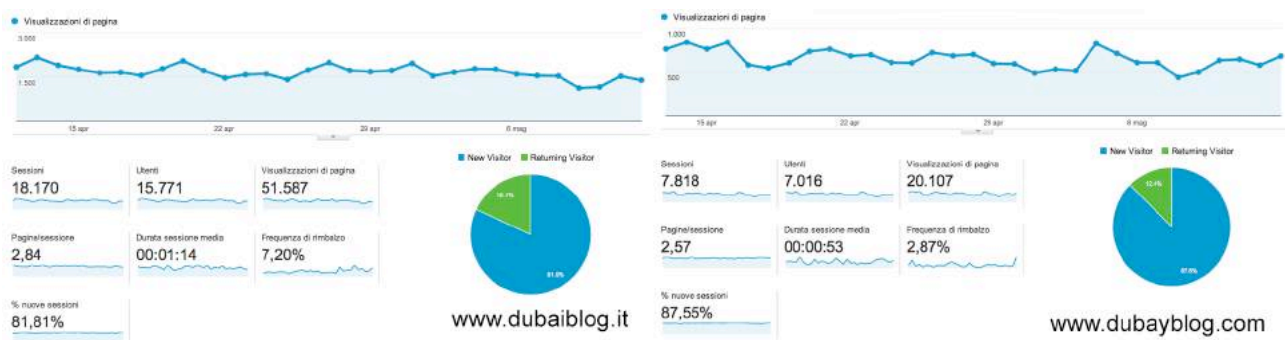 Visualizzazioni di pagina
3.000
1.500
15 apr 22 apr 29 apr 6 mag
New Visitor Returning Visitor
Sessioni Utenti Visualizzazioni di pagina
18.170 15.771 51.587
Pagine/sessione Durata sessione media Frequenza di rimbalzo
2,84 00:01:14 7,20%
% nuove sessioni
81,81%
www.dubaiblog.it
Visualizzazioni di pagina
1.000
500
15 apr 22 apr 29 apr 6 mag
New Visitor Returning Visitor
Sessioni Utenti Visualizzazioni di pagina
7.818 7.016 20.107
12,4%
Pagine/sessione Durata sessione media Frequenza di rimbalzo
2,57 00:00:53 2,87%
% nuove sessioni
87,55%
www.dubayblog.com